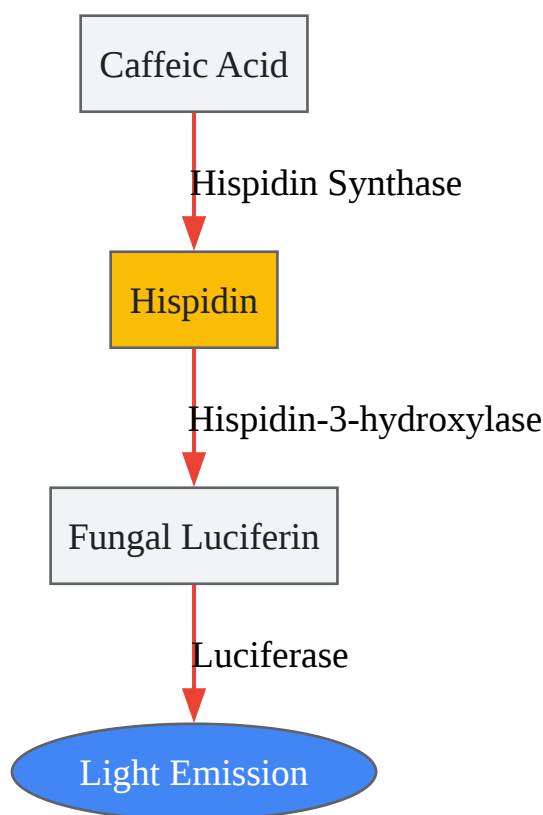 Caffeic Acid
Hispidin Synthase
Hispidin
Hispidin-3-hydroxylase
Fungal Luciferin
Luciferase
Light Emission